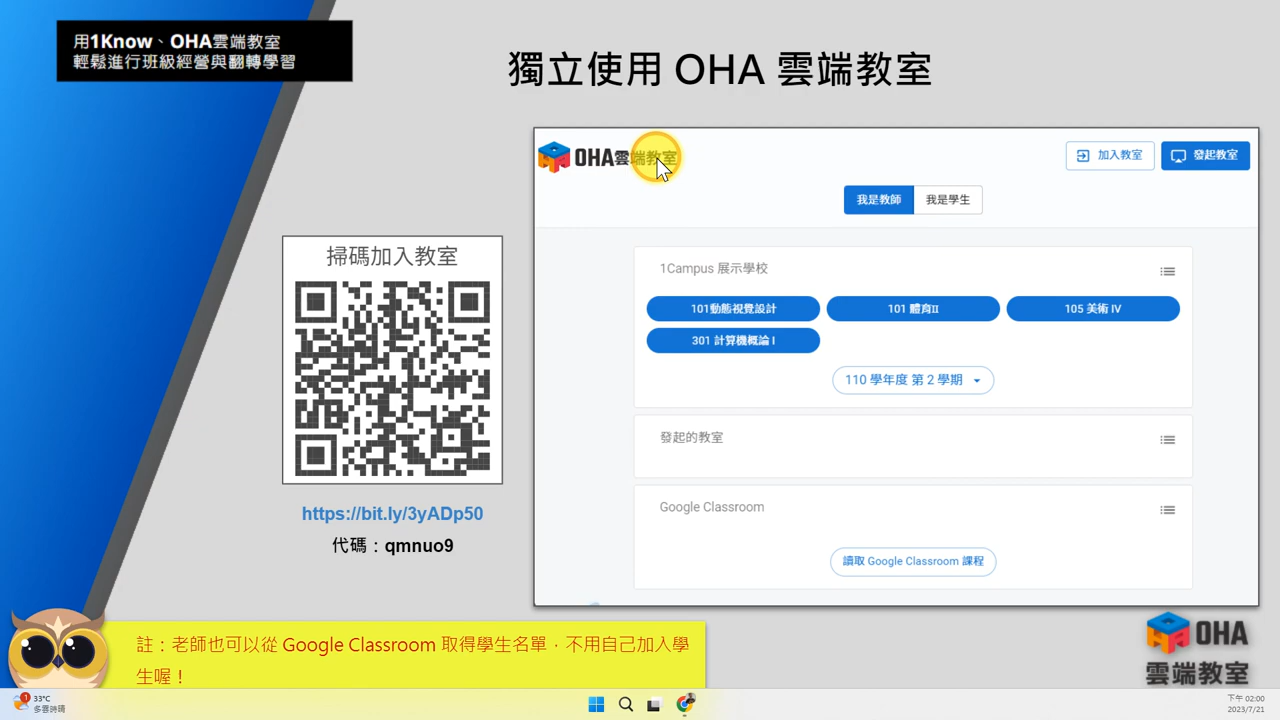 用1Know、OHA雲端教室
輕鬆進行班級經營與翻轉學習
獨立使用 OHA 雲端教室
OHA雲端教室
加入教室
發起教室
我是教師
我是學生
掃碼加入教室
https://bit.ly/3yADp50
代碼：qmnuo9
1Campus 展示學校
101動態視覺設計
101 體育II
105 美術 IV
301 計算機概論 I
110 學年度 第 2 學期
發起的教室
Google Classroom
讀取 Google Classroom 課程
註：老師也可以從 Google Classroom 取得學生名單，不用自己加入學
生喔！
OHA
雲端教室
1
33°C
多雲時晴
下午 02:00
2023/7/21